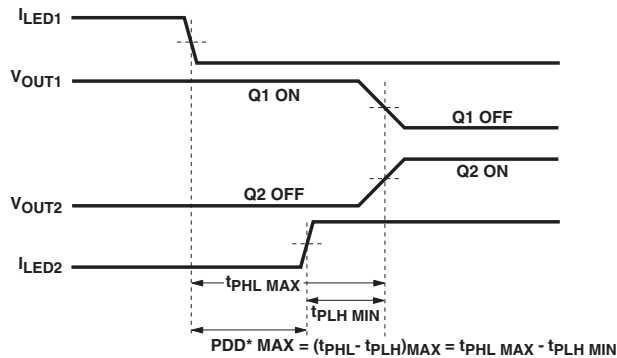 ILED1
VOUT1
Q1 ON
Q1 OFF
Q2 ON
Q2 OFF
VOUT2
ILED2
tPHL MAX
tPLH MIN
PDD* MAX = (tPHL- tPLH)MAX = tPHL MAX - tPLH MIN